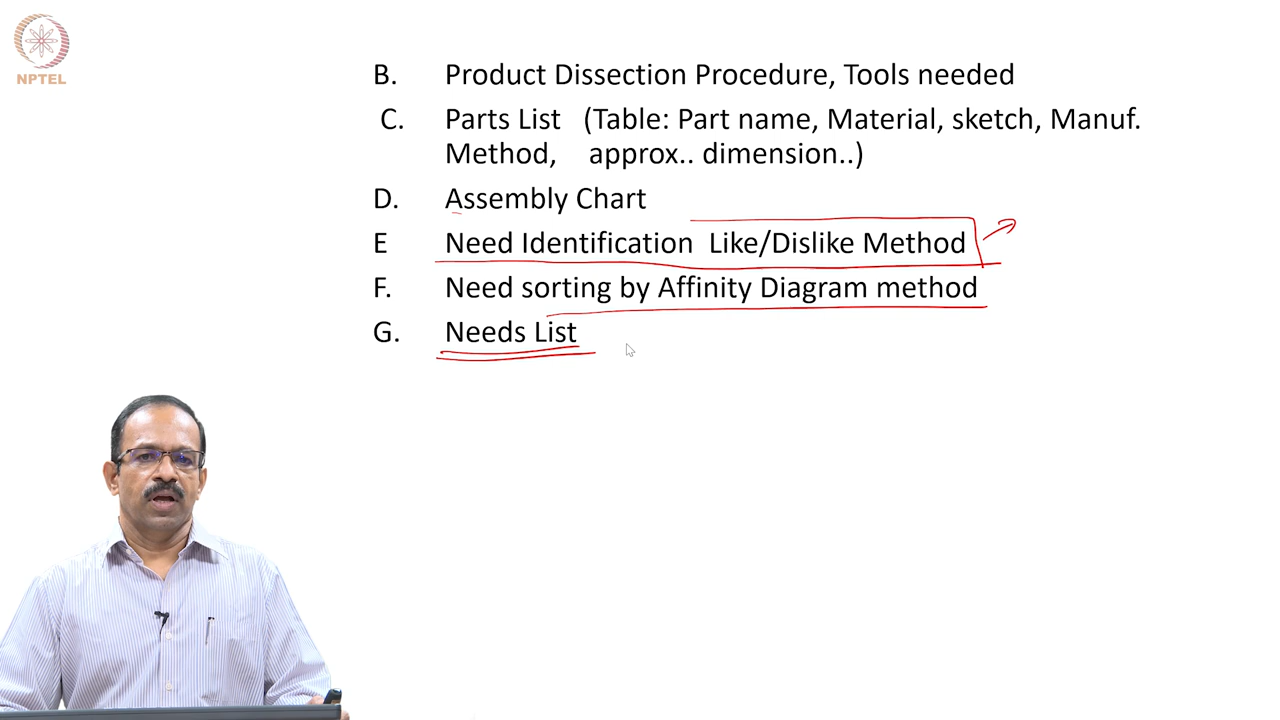 NPTEL
B. Product Dissection Procedure, Tools needed
C. Parts List (Table: Part name, Material, sketch, Manuf.
Method, approx.. dimension..)
D. Assembly Chart
E Need Identification Like/Dislike Method
F. Need sorting by Affinity Diagram method
G. Needs List